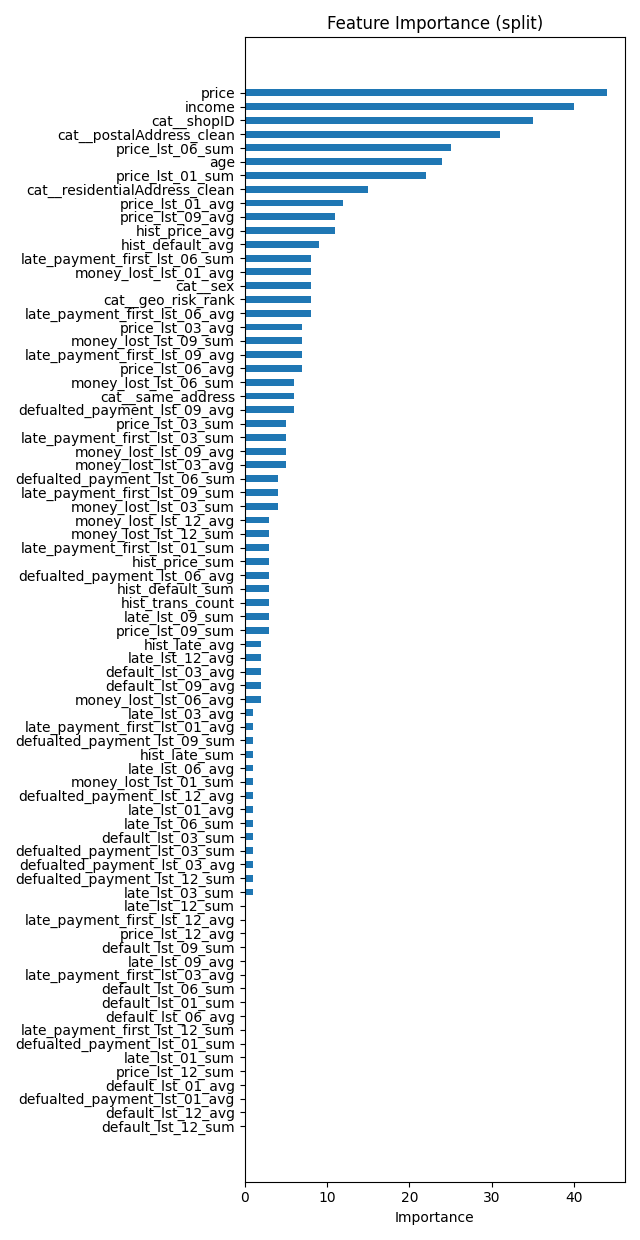 Feature Importance (split)
price
income
cat__shopID
cat__postalAddress_clean
price_lst_06_sum
age
price_lst_01_sum
cat__residentialAddress_clean
price_lst_01_avg
price_lst_09_avg
hist_price_avg
hist_default_avg
late_payment_first_lst_06_sum
money_lost_lst_01_avg
cat__sex
cat__geo_risk_rank
late_payment_first_lst_06_avg
price_lst_03_avg
money_lost_lst_09_sum
late_payment_first_lst_09_avg
price_lst_06_avg
money_lost_lst_06_sum
cat__same_address
defualted_payment_lst_09_avg
price_lst_03_sum
late_payment_first_lst_03_sum
money_lost_lst_09_avg
money_lost_lst_03_avg
defualted_payment_lst_06_sum
late_payment_first_lst_09_sum
money_lost_lst_03_sum
money_lost_lst_12_avg
money_lost_lst_12_sum
late_payment_first_lst_01_sum
hist_price_sum
defualted_payment_lst_06_avg
hist_default_sum
hist_trans_count
late_lst_09_sum
price_lst_09_sum
hist_late_avg
late_lst_12_avg
default_lst_03_avg
default_lst_09_avg
money_lost_lst_06_avg
late_lst_03_avg
late_payment_first_lst_01_avg
defualted_payment_lst_09_sum
hist_late_sum
late_lst_06_avg
money_lost_lst_01_sum
defualted_payment_lst_12_avg
late_lst_01_avg
late_lst_06_sum
default_lst_03_sum
defualted_payment_lst_03_sum
defualted_payment_lst_03_avg
defualted_payment_lst_12_sum
late_lst_03_sum
late_lst_12_sum
late_payment_first_lst_12_avg
price_lst_12_avg
default_lst_09_sum
late_lst_09_avg
late_payment_first_lst_03_avg
default_lst_06_sum
default_lst_01_sum
default_lst_06_avg
late_payment_first_lst_12_sum
defualted_payment_lst_01_sum
late_lst_01_sum
price_lst_12_sum
default_lst_01_avg
defualted_payment_lst_01_avg
default_lst_12_avg
default_lst_12_sum
0 10 20 30 40
Importance